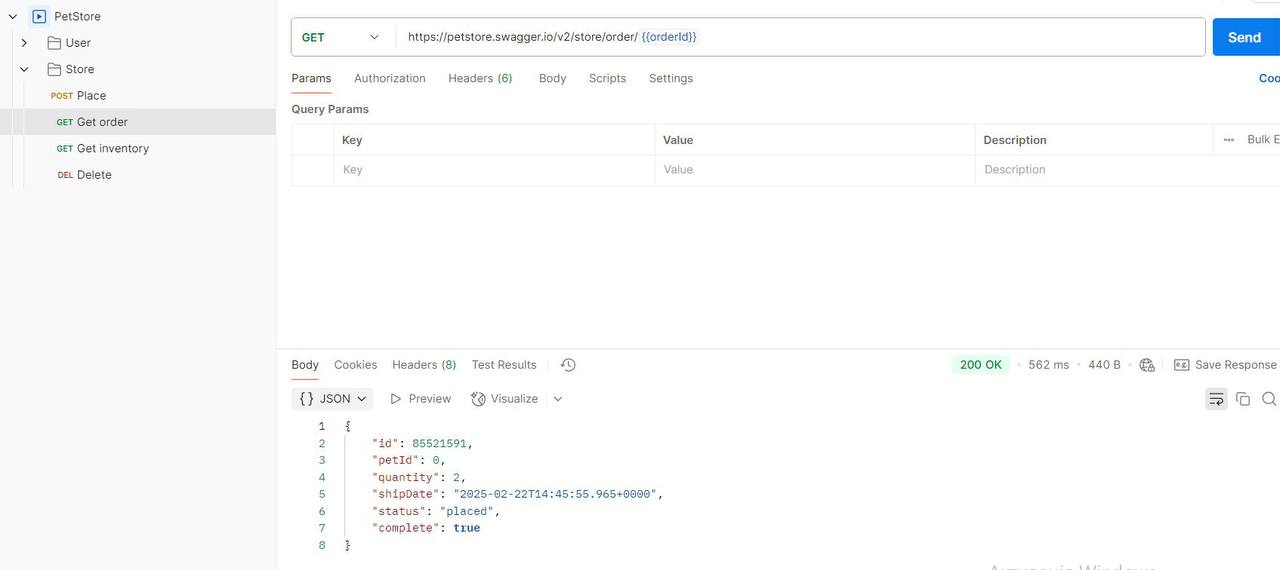 PetStore
User
Store
POST Place
GET Get order
GET Get inventory
DEL Delete
GET https://petstore.swagger.io/v2/store/order/ {{orderId}} Send
Params Authorization Headers (6) Body Scripts Settings Coo
Query Params
Key Value Description ••• Bulk E
Key Value Description
Body Cookies Headers (8) Test Results 200 OK • 562 ms • 440 B • Save Response
{} JSON Preview Visualize
1 {
2 "id": 85521591,
3 "petId": 0,
4 "quantity": 2,
5 "shipDate": "2025-02-22T14:45:55.965+0000",
6 "status": "placed",
7 "complete": true
8 }